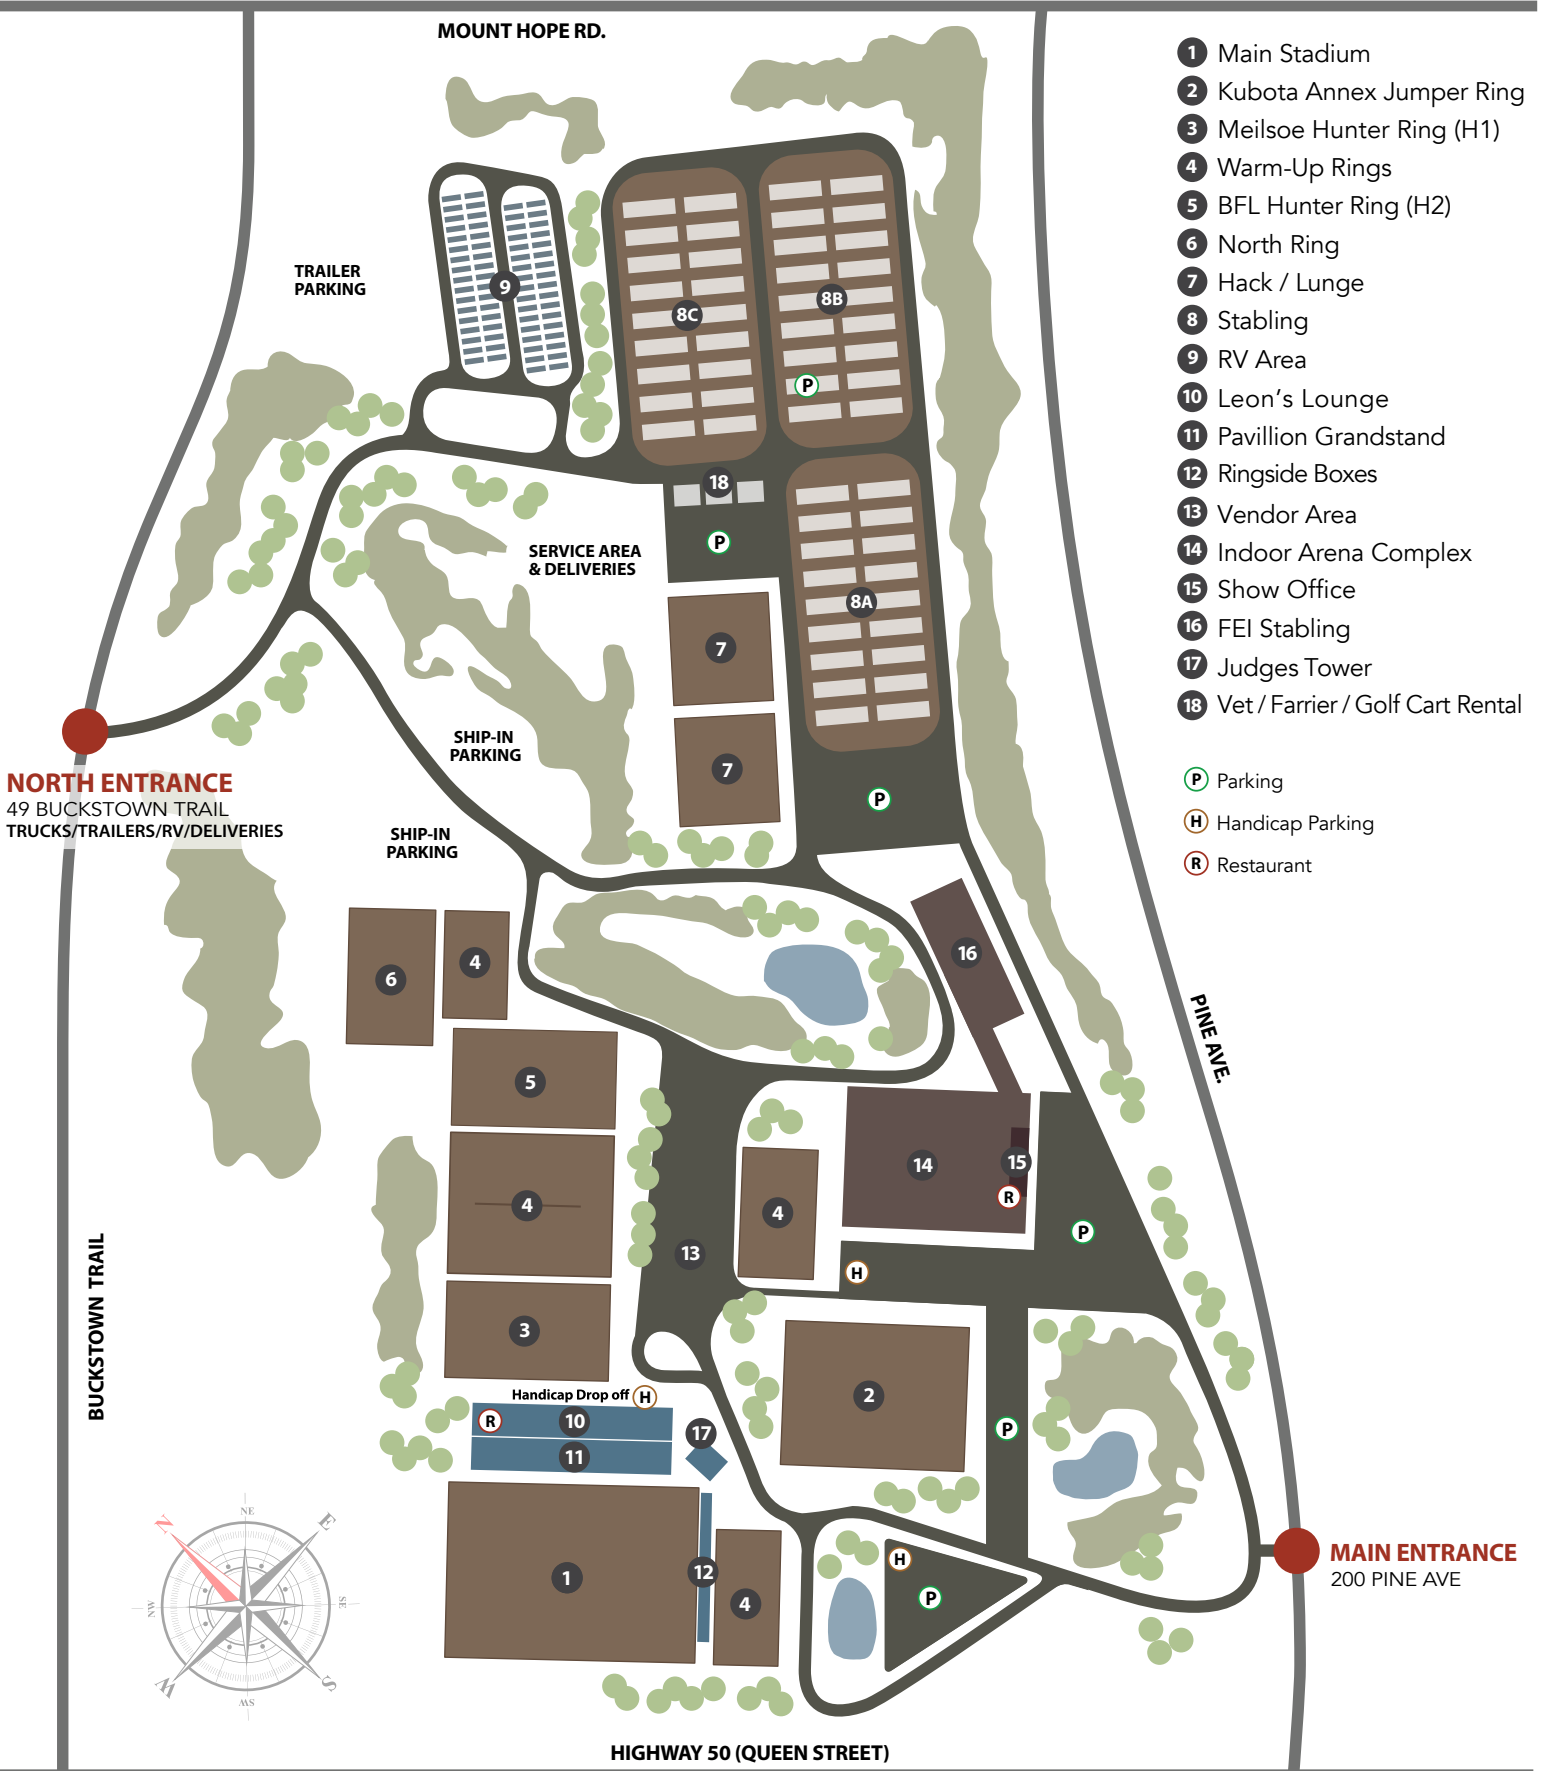 MOUNT HOPE RD.
1 Main Stadium
2 Kubota Annex Jumper Ring
3 Meilsoe Hunter Ring (H1)
4 Warm-Up Rings
5 BFL Hunter Ring (H2)
6 North Ring
7 Hack / Lunge
8 Stabling
9 RV Area
10 Leon's Lounge
11 Pavillion Grandstand
12 Ringside Boxes
13 Vendor Area
14 Indoor Arena Complex
15 Show Office
16 FEI Stabling
17 Judges Tower
18 Vet / Farrier / Golf Cart Rental
P Parking
H Handicap Parking
R Restaurant
TRAILER
PARKING
9
8C
8B
P
18
P
SERVICE AREA
& DELIVERIES
8A
7
7
P
SHIP-IN
PARKING
NORTH ENTRANCE
49 BUCKSTOWN TRAIL
TRUCKS/TRAILERS/RV/DELIVERIES
SHIP-IN
PARKING
6
4
16
PINE AVE.
5
4
13
4
14
15
R
P
H
3
2
P
Handicap Drop off H
R
10
11
17
BUCKSTOWN TRAIL
1
12
4
H
P
MAIN ENTRANCE
200 PINE AVE
N
NE
E
SE
S
SW
W
NW
HIGHWAY 50 (QUEEN STREET)